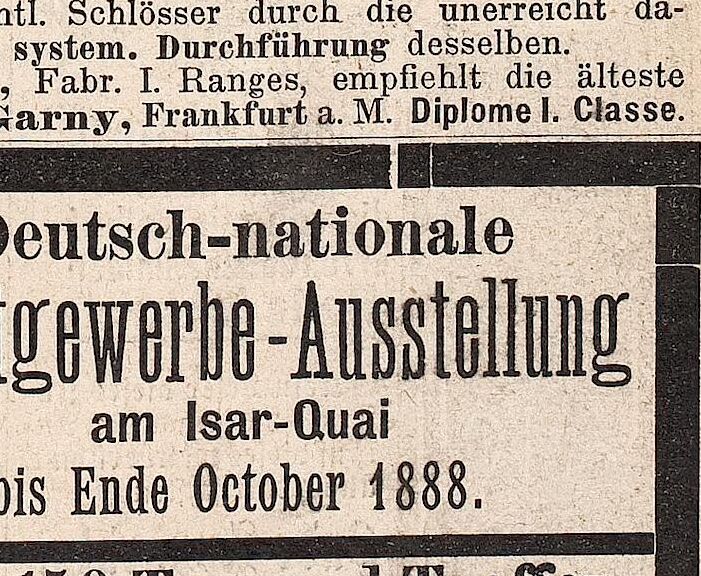 Schlösser durch die unerreicht da-
system. Durchführung desselben.
, Fabr. I. Ranges, empfiehlt die älteste
Garny, Frankfurt a. M. Diplome I. Classe.
Deutsch-nationale
gewerbe-Ausstellung
am Isar-Quai
bis Ende October 1888.